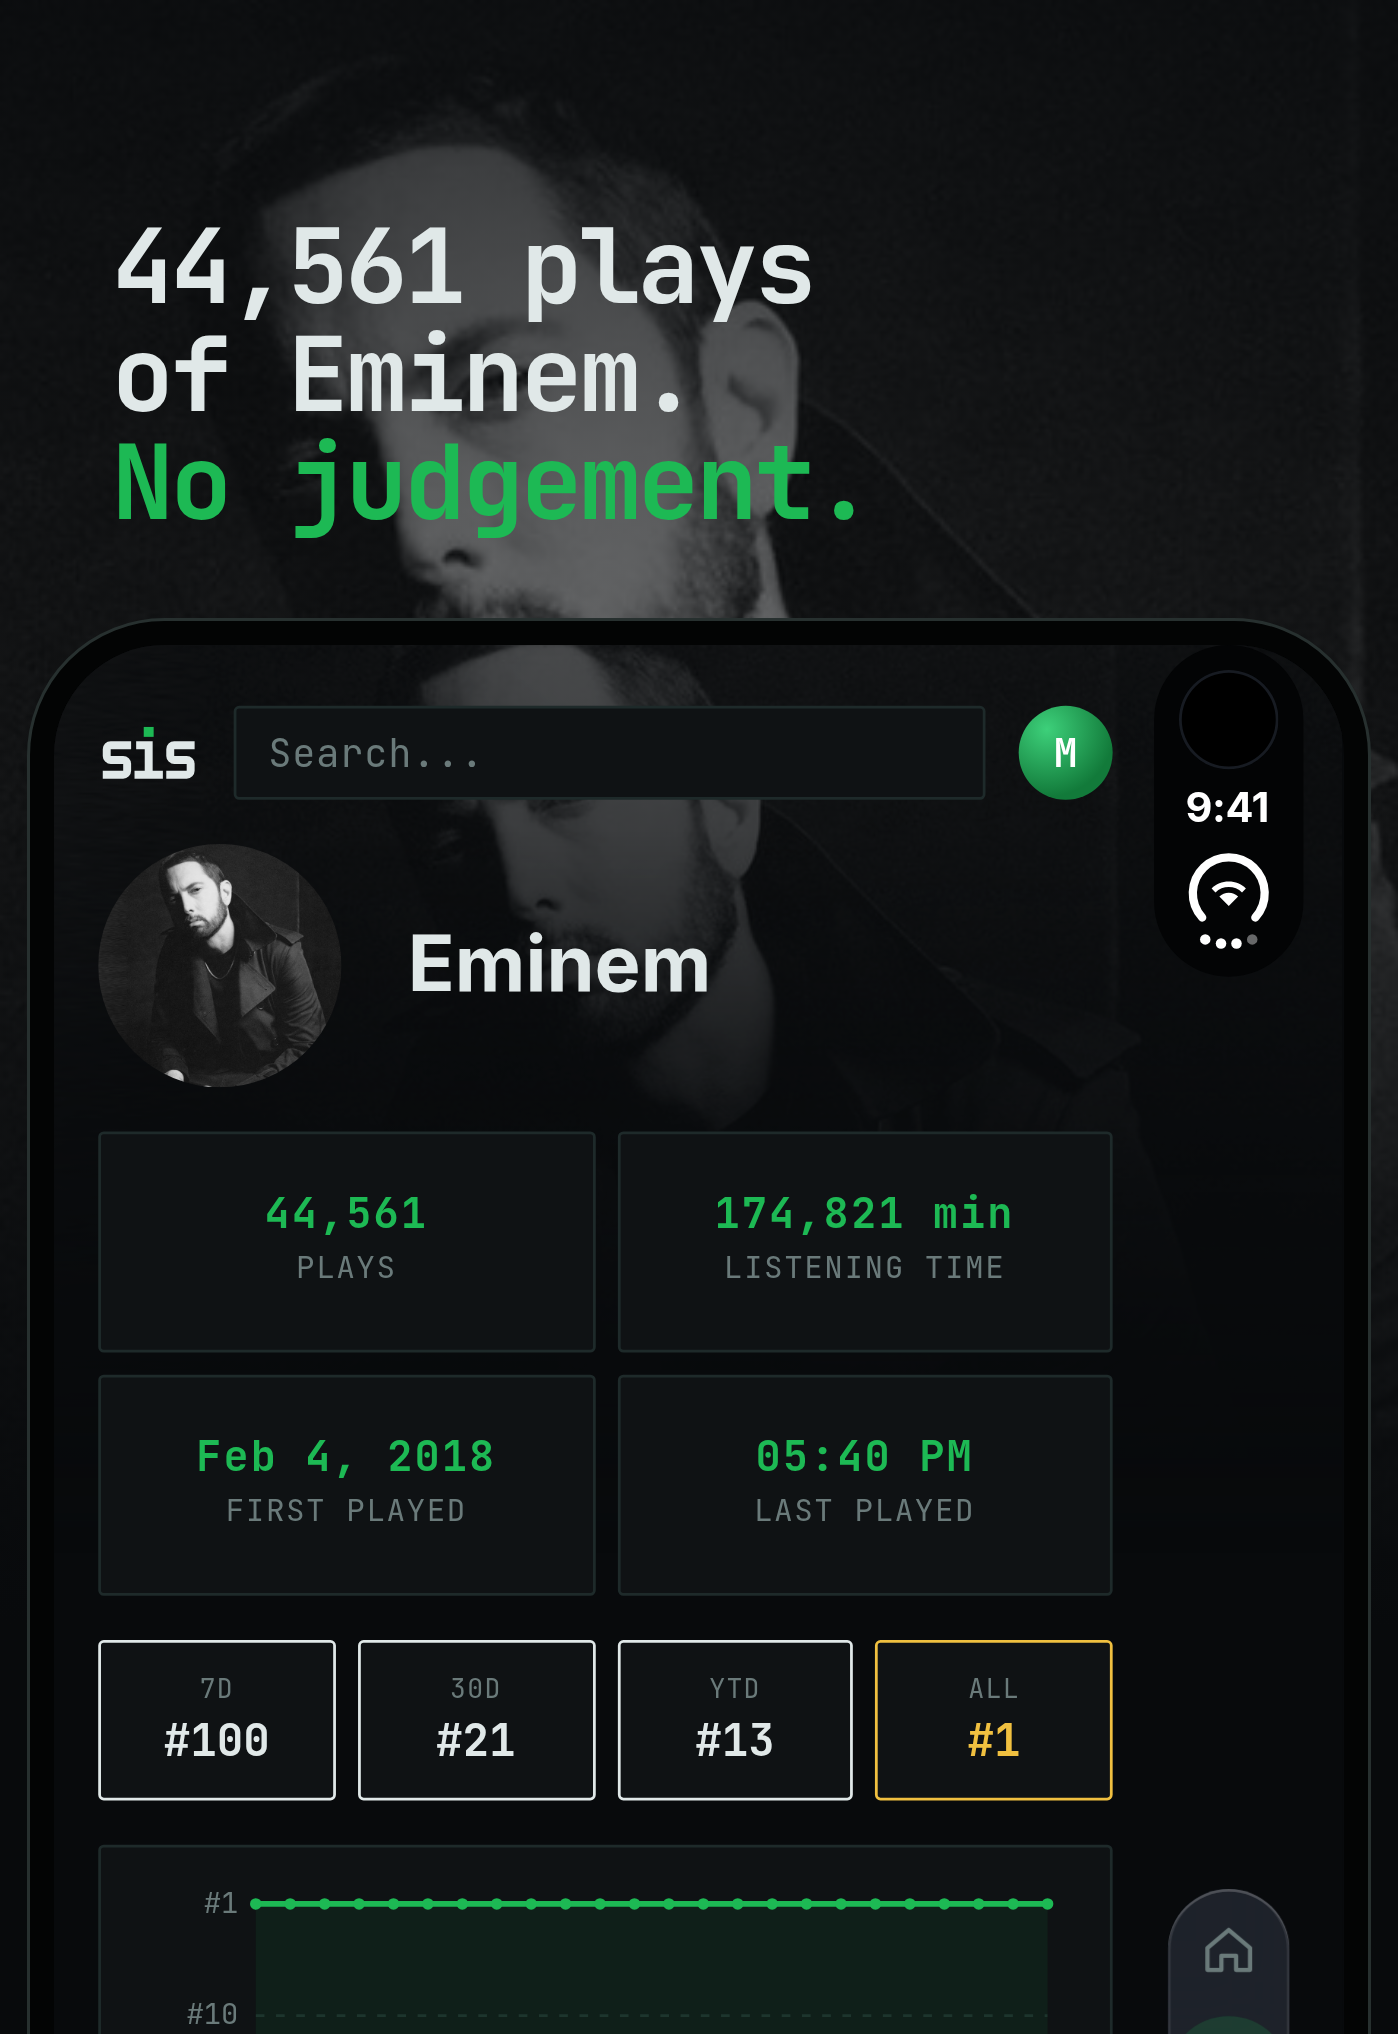 44,561 plays
of Eminem.
No judgement.
sis
Search...
M
9:41
Eminem
44,561
PLAYS
174,821 min
LISTENING TIME
Feb 4, 2018
FIRST PLAYED
05:40 PM
LAST PLAYED
7D
#100
30D
#21
YTD
#13
ALL
#1
#1
#10